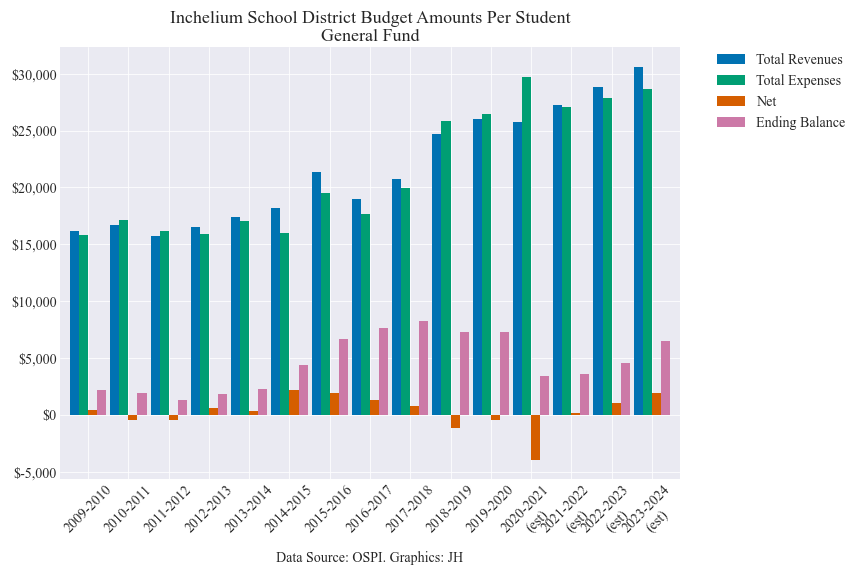 Inchelium School District Budget Amounts Per Student
General Fund
Total Revenues
Total Expenses
Net
Ending Balance
$30,000
$25,000
$20,000
$15,000
$10,000
$5,000
$0
$-5,000
2009-2010
2010-2011
2011-2012
2012-2013
2013-2014
2014-2015
2015-2016
2016-2017
2017-2018
2018-2019
2019-2020
2020-2021
(est)
2021-2022
(est)
2022-2023
(est)
2023-2024
(est)
Data Source: OSPI. Graphics: JH